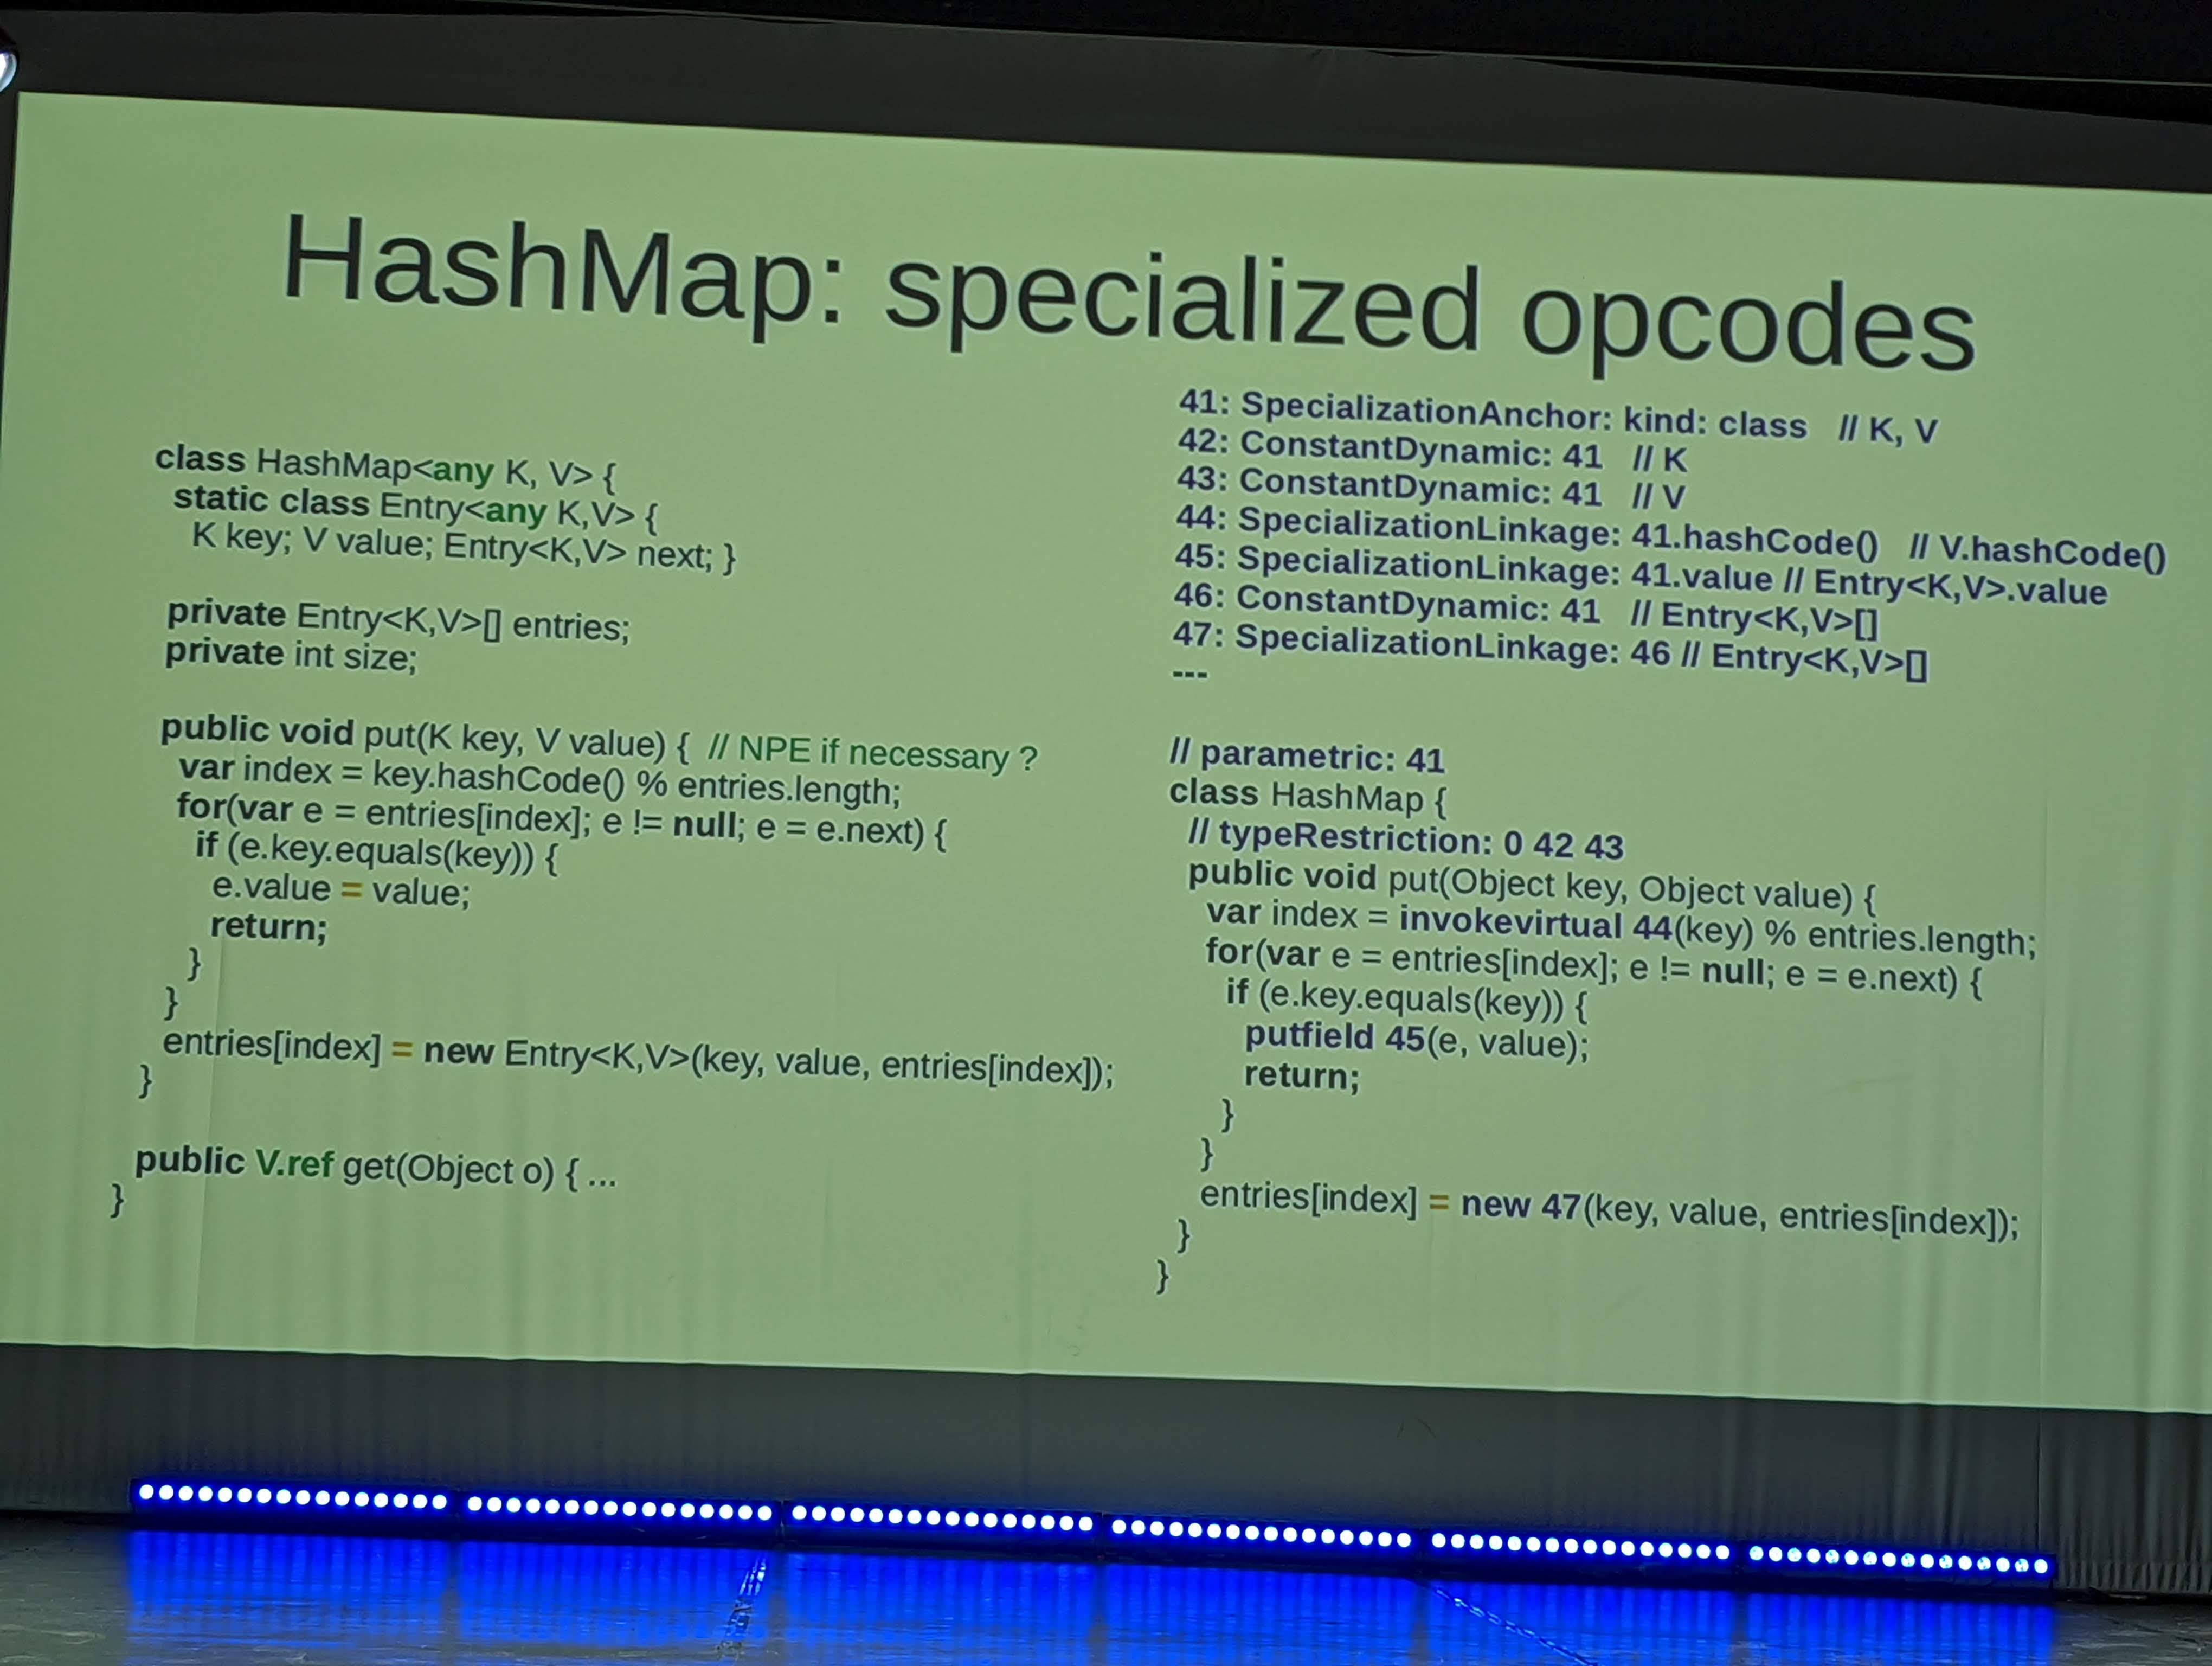 HashMap: specialized opcodes
class HashMap<any K, V> {
static class Entry<any K,V> {
K key; V value; Entry<K,V> next; }
private Entry<K,V>[] entries;
private int size;
public void put(K key, V value) { // NPE if necessary ?
var index = key.hashCode() % entries.length;
for(var e = entries[index]; e != null; e = e.next) {
if (e.key.equals(key)) {
e.value = value;
return;
}
}
entries[index] = new Entry<K,V>(key, value, entries[index]);
}
public V.ref get(Object o) { ...
}
41: SpecializationAnchor: kind: class // K, V
42: ConstantDynamic: 41 // K
43: ConstantDynamic: 41 // V
44: SpecializationLinkage: 41.hashCode() // V.hashCode()
45: SpecializationLinkage: 41.value // Entry<K,V>.value
46: ConstantDynamic: 41 // Entry<K,V>[]
47: SpecializationLinkage: 46 // Entry<K,V>[]
---
// parametric: 41
class HashMap {
// typeRestriction: 0 42 43
public void put(Object key, Object value) {
var index = invokevirtual 44(key) % entries.length;
for(var e = entries[index]; e != null; e = e.next) {
if (e.key.equals(key)) {
putfield 45(e, value);
return;
}
}
entries[index] = new 47(key, value, entries[index]);
}
}